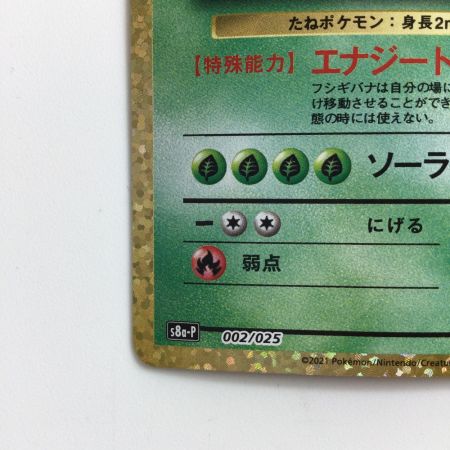 たねポケモン：身長2m
【特殊能力】 エナジート
フシギバナは自分の場に
け移動させることができ
態の時には使えない。
ソーラ
ー にげる
弱点
s8a-P 002/025
©2021 Pokémon/Nintendo/Creature